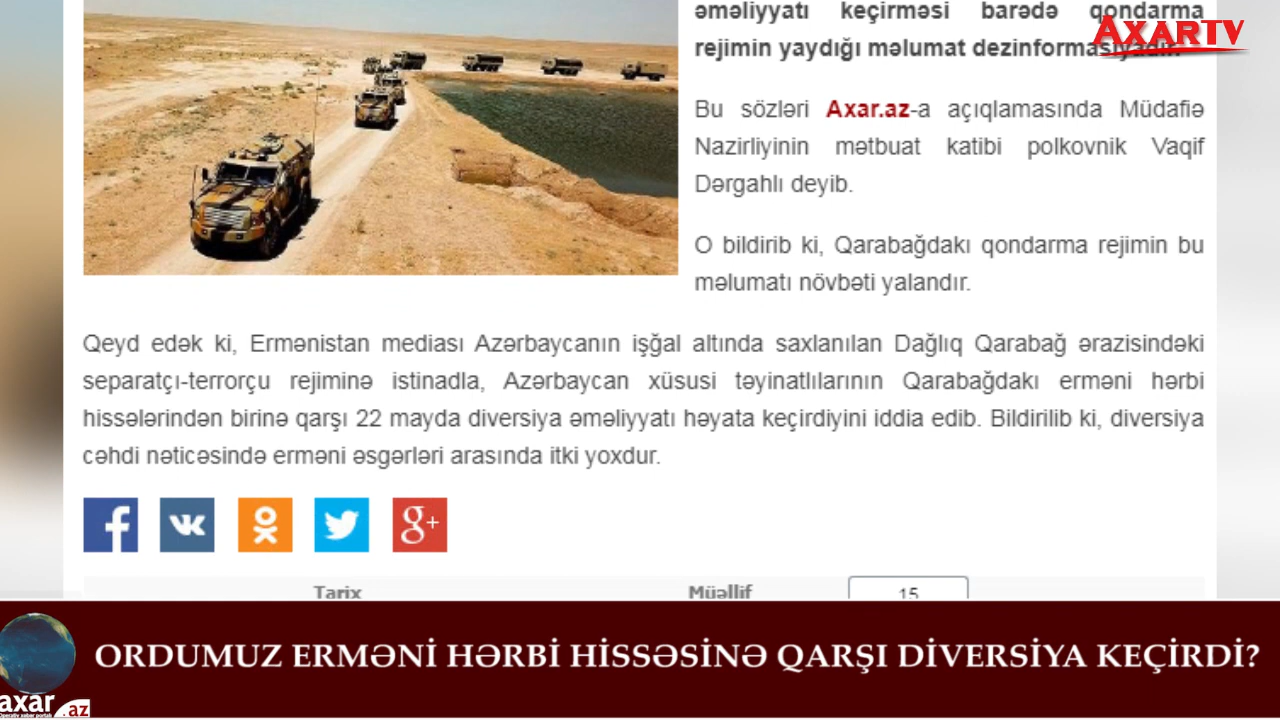 əməliyyatı keçirməsi barədə qondarma
rejimin yaydığı məlumat dezinformasiyadır.
AXARTV
Bu sözləri Axar.az-a açıqlamasında Müdafiə
Nazirliyinin mətbuat katibi polkovnik Vaqif
Dərgahlı deyib.
O bildirib ki, Qarabağdakı qondarma rejimin bu
məlumatı növbəti yalandır.
Qeyd edək ki, Ermənistan mediası Azərbaycanın işğal altında saxlanılan Dağlıq Qarabağ ərazisindəki
separatçı-terrorçu rejiminə istinadla, Azərbaycan xüsusi təyinatlılarının Qarabağdakı erməni hərbi
hissələrindən birinə qarşı 22 mayda diversiya əməliyyatı həyata keçirdiyini iddia edib. Bildirilib ki, diversiya
cəhdi nəticəsində erməni əsgərləri arasında itki yoxdur.
Tarix Müəllif 15
ORDUMUZ ERMƏNİ HƏRBİ HİSSƏSİNƏ QARŞI DİVERSİYA KEÇİRDİ?
axar.az
Operativ xəbər portalı